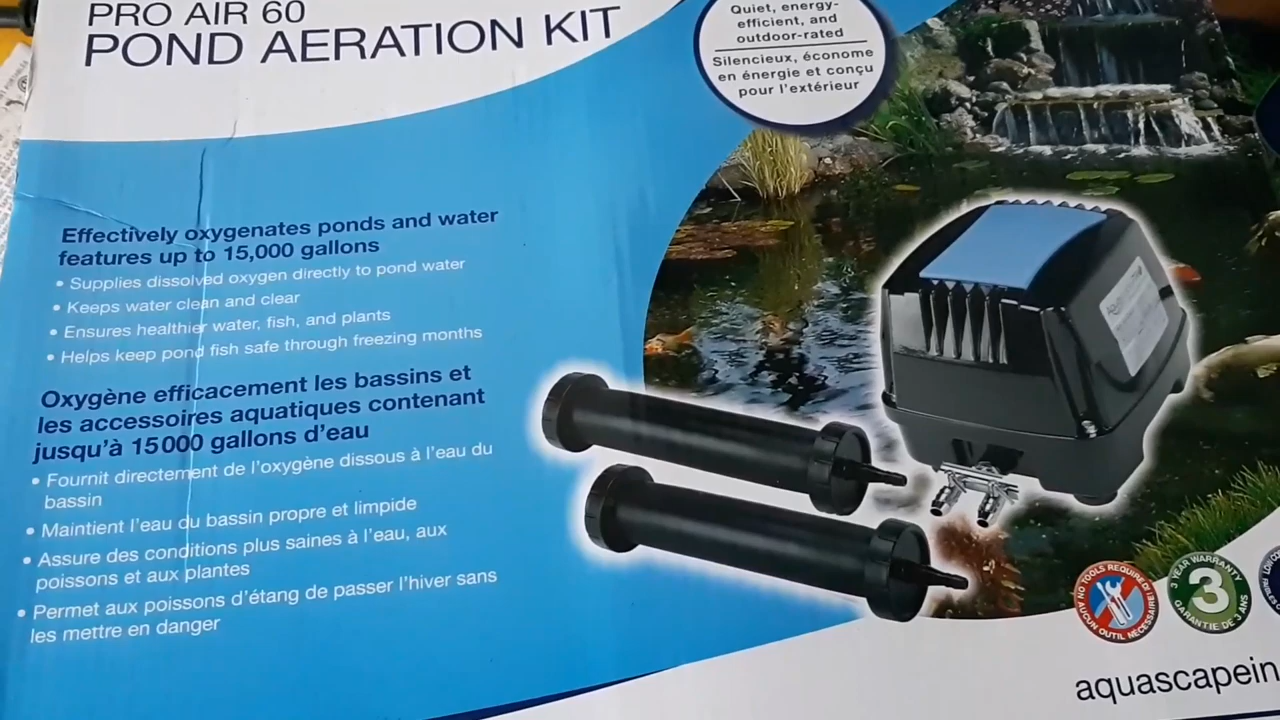 PRO AIR 60
POND AERATION KIT
Quiet, energy-
efficient, and
outdoor-rated
Silencieux, économe
en énergie et conçu
pour l'extérieur
Effectively oxygenates ponds and water
features up to 15,000 gallons
• Supplies dissolved oxygen directly to pond water
• Keeps water clean and clear
• Ensures healthier water, fish, and plants
• Helps keep pond fish safe through freezing months
Oxygène efficacement les bassins et
les accessoires aquatiques contenant
jusqu'à 15 000 gallons d'eau
• Fournit directement de l'oxygène dissous à l'eau du
bassin
• Maintient l'eau du bassin propre et limpide
• Assure des conditions plus saines à l'eau, aux
poissons et aux plantes
• Permet aux poissons d'étang de passer l'hiver sans
les mettre en danger
NO TOOLS REQUIRED!
AUCUN OUTIL NÉCESSAIRE!
3 YEAR WARRANTY
3
GARANTIE DE 3 ANS
aquascapein